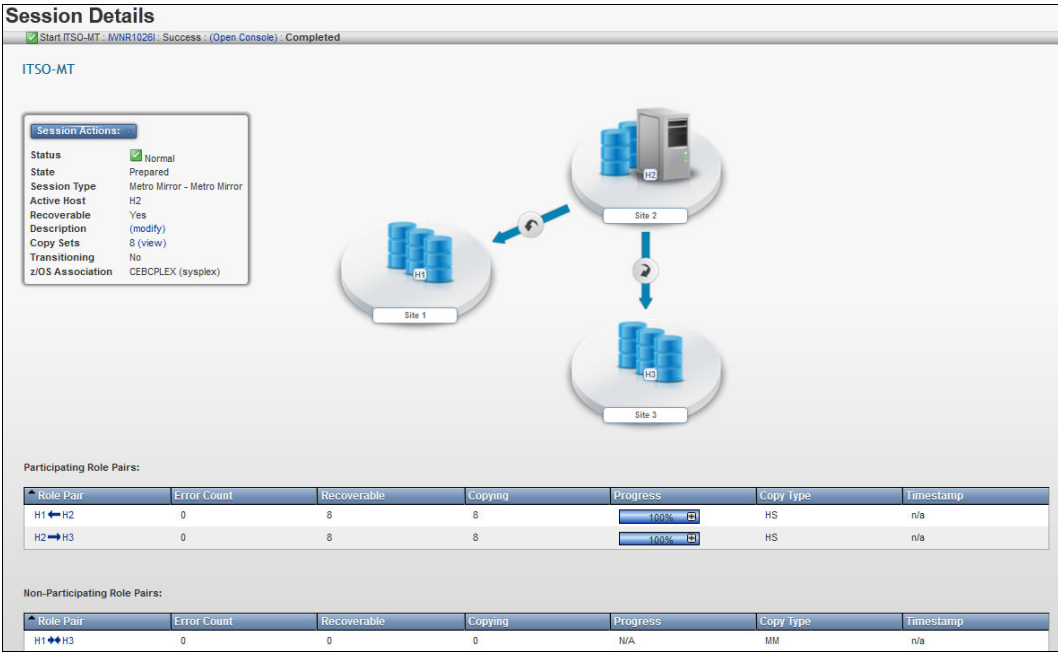 Session Details
Start ITSO-MT : IWNR1026I : Success : (Open Console) : Completed
ITSO-MT
Session Actions:
Status Normal
State Prepared
Session Type Metro Mirror - Metro Mirror
Active Host H2
Recoverable Yes
Description (modify)
Copy Sets 8 (view)
Transitioning No
z/OS Association CEBCPLEX (sysplex)
H2
Site 2
H1
Site 1
H3
Site 3
Participating Role Pairs:
Role Pair Error Count Recoverable Copying Progress Copy Type Timestamp
H1 H2 0 8 8 100% HS n/a
H2 H3 0 8 8 100% HS n/a
Non-Participating Role Pairs:
Role Pair Error Count Recoverable Copying Progress Copy Type Timestamp
H1 H3 0 0 0 N/A MM n/a